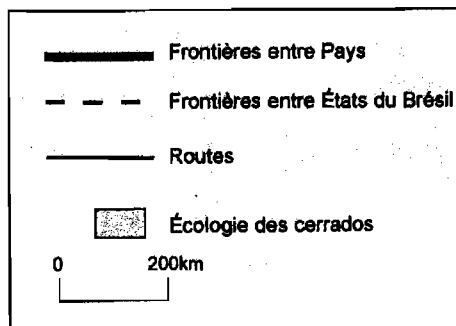 Frontières entre Pays
Frontières entre États du Brésil
Routes
Écologie des cerrados
0 200km